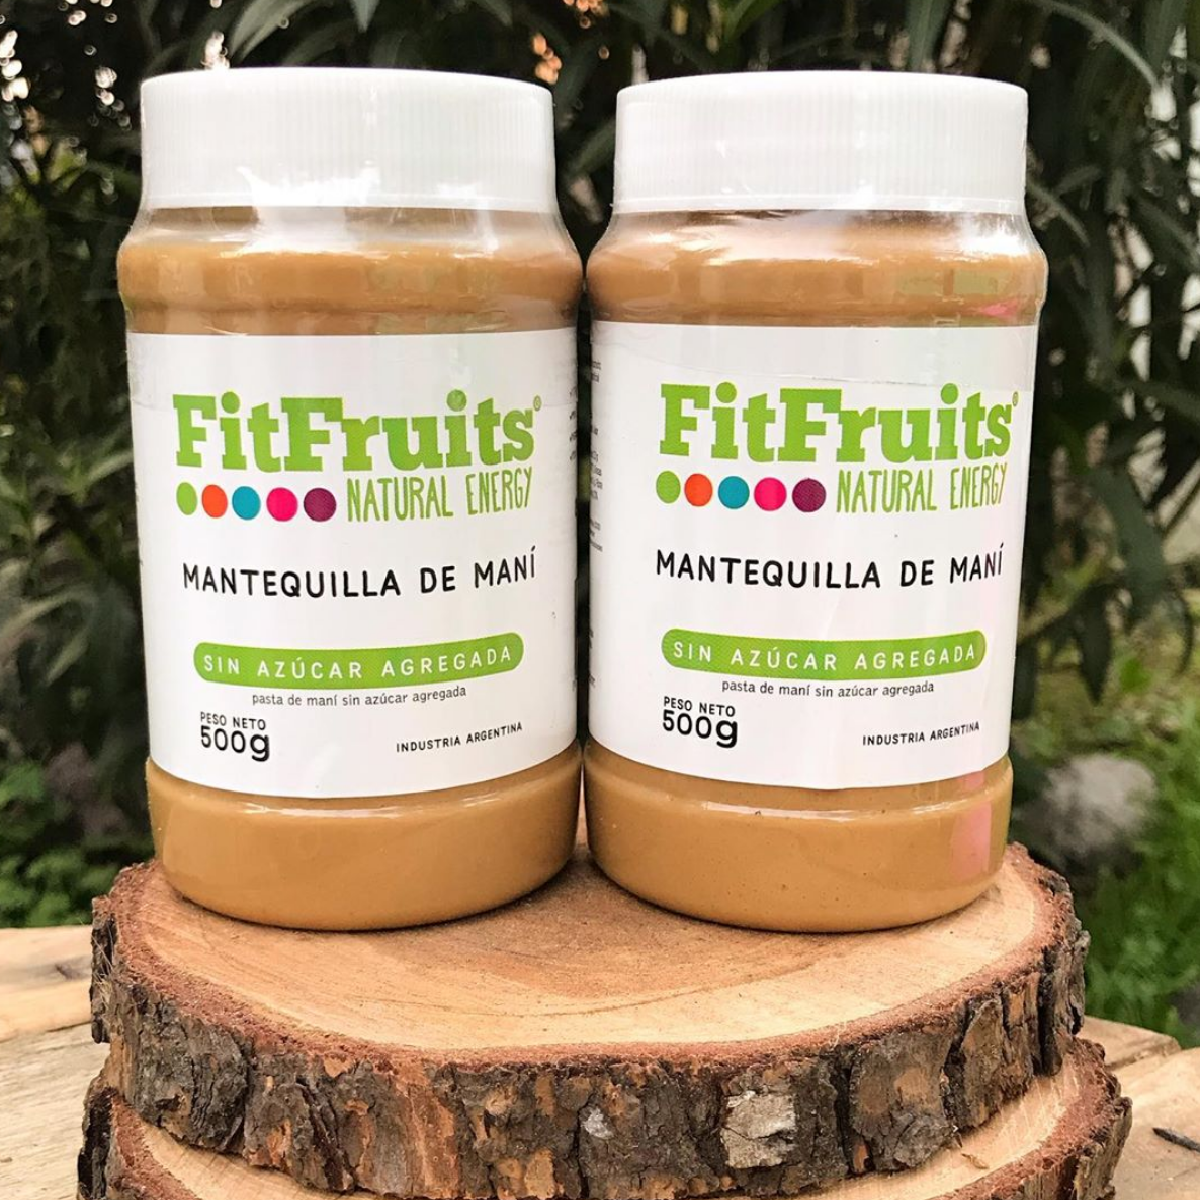 FitFruits®
NATURAL ENERGY
MANTEQUILLA DE MANÍ
SIN AZÚCAR AGREGADA
pasta de maní sin azúcar agregada
PESO NETO
500g
INDUSTRIA ARGENTINA
FitFruits®
NATURAL ENERGY
MANTEQUILLA DE MANÍ
SIN AZÚCAR AGREGADA
pasta de maní sin azúcar agregada
PESO NETO
500g
INDUSTRIA ARGENTINA